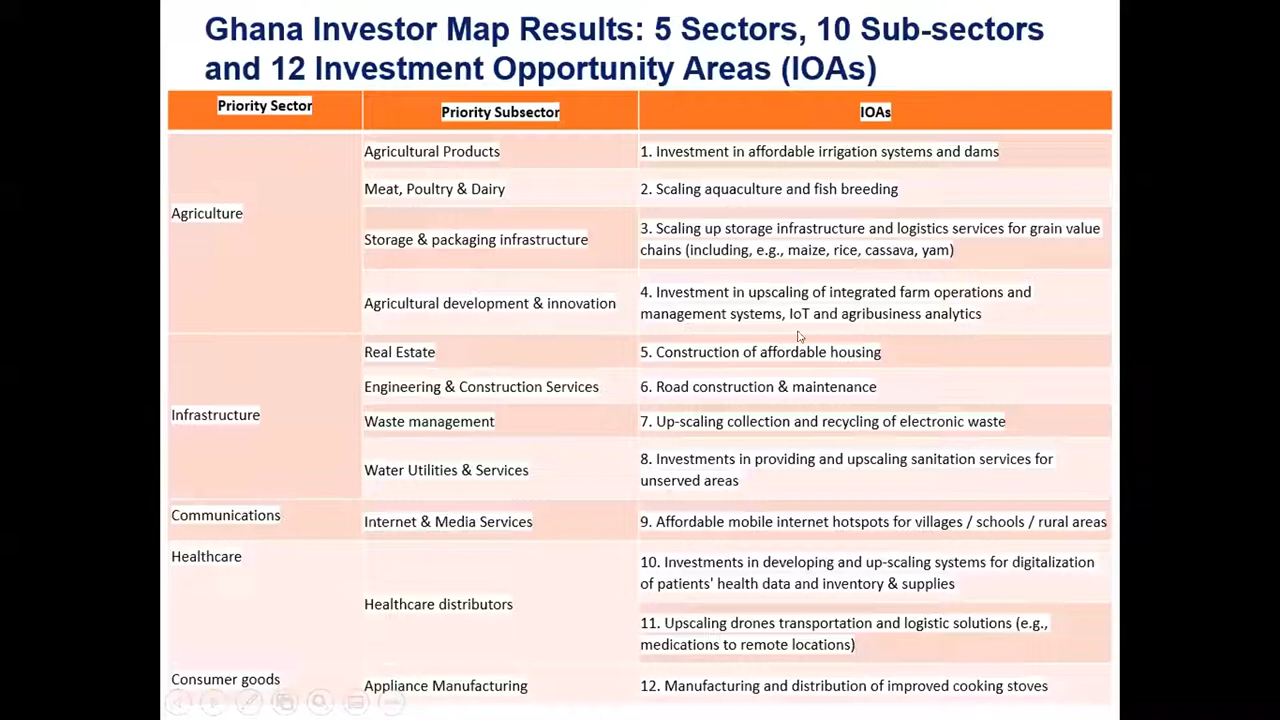 Ghana Investor Map Results: 5 Sectors, 10 Sub-sectors
and 12 Investment Opportunity Areas (IOAs)
Priority Sector
Priority Subsector
IOAs
Agriculture
Agricultural Products
1. Investment in affordable irrigation systems and dams
Meat, Poultry & Dairy
2. Scaling aquaculture and fish breeding
Storage & packaging infrastructure
3. Scaling up storage infrastructure and logistics services for grain value
chains (including, e.g., maize, rice, cassava, yam)
Agricultural development & innovation
4. Investment in upscaling of integrated farm operations and
management systems, IoT and agribusiness analytics
Infrastructure
Real Estate
5. Construction of affordable housing
Engineering & Construction Services
6. Road construction & maintenance
Waste management
7. Up-scaling collection and recycling of electronic waste
Water Utilities & Services
8. Investments in providing and upscaling sanitation services for
unserved areas
Communications
Internet & Media Services
9. Affordable mobile internet hotspots for villages / schools / rural areas
Healthcare
Healthcare distributors
10. Investments in developing and up-scaling systems for digitalization
of patients' health data and inventory & supplies
11. Upscaling drones transportation and logistic solutions (e.g.,
medications to remote locations)
Consumer goods
Appliance Manufacturing
12. Manufacturing and distribution of improved cooking stoves